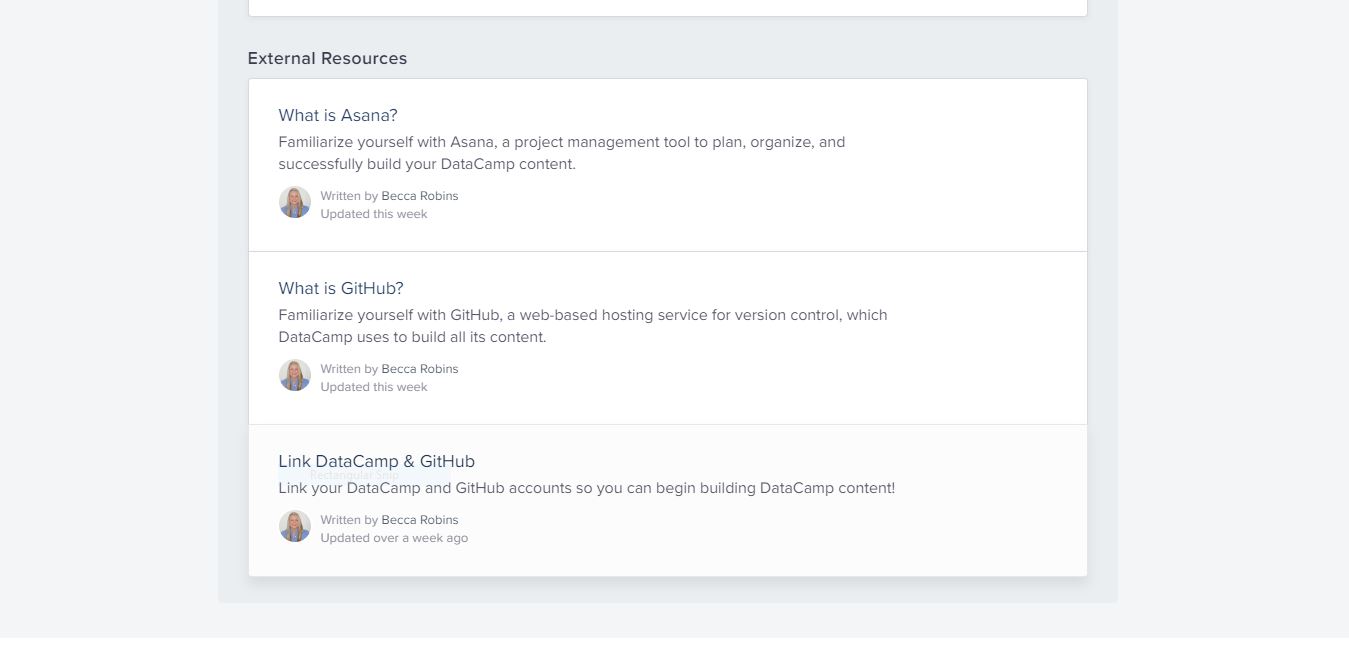 External Resources
What is Asana?
Familiarize yourself with Asana, a project management tool to plan, organize, and
successfully build your DataCamp content.
Written by Becca Robins
Updated this week
What is GitHub?
Familiarize yourself with GitHub, a web-based hosting service for version control, which
DataCamp uses to build all its content.
Written by Becca Robins
Updated this week
Link DataCamp & GitHub
Rectangular Snip
Link your DataCamp and GitHub accounts so you can begin building DataCamp content!
Written by Becca Robins
Updated over a week ago